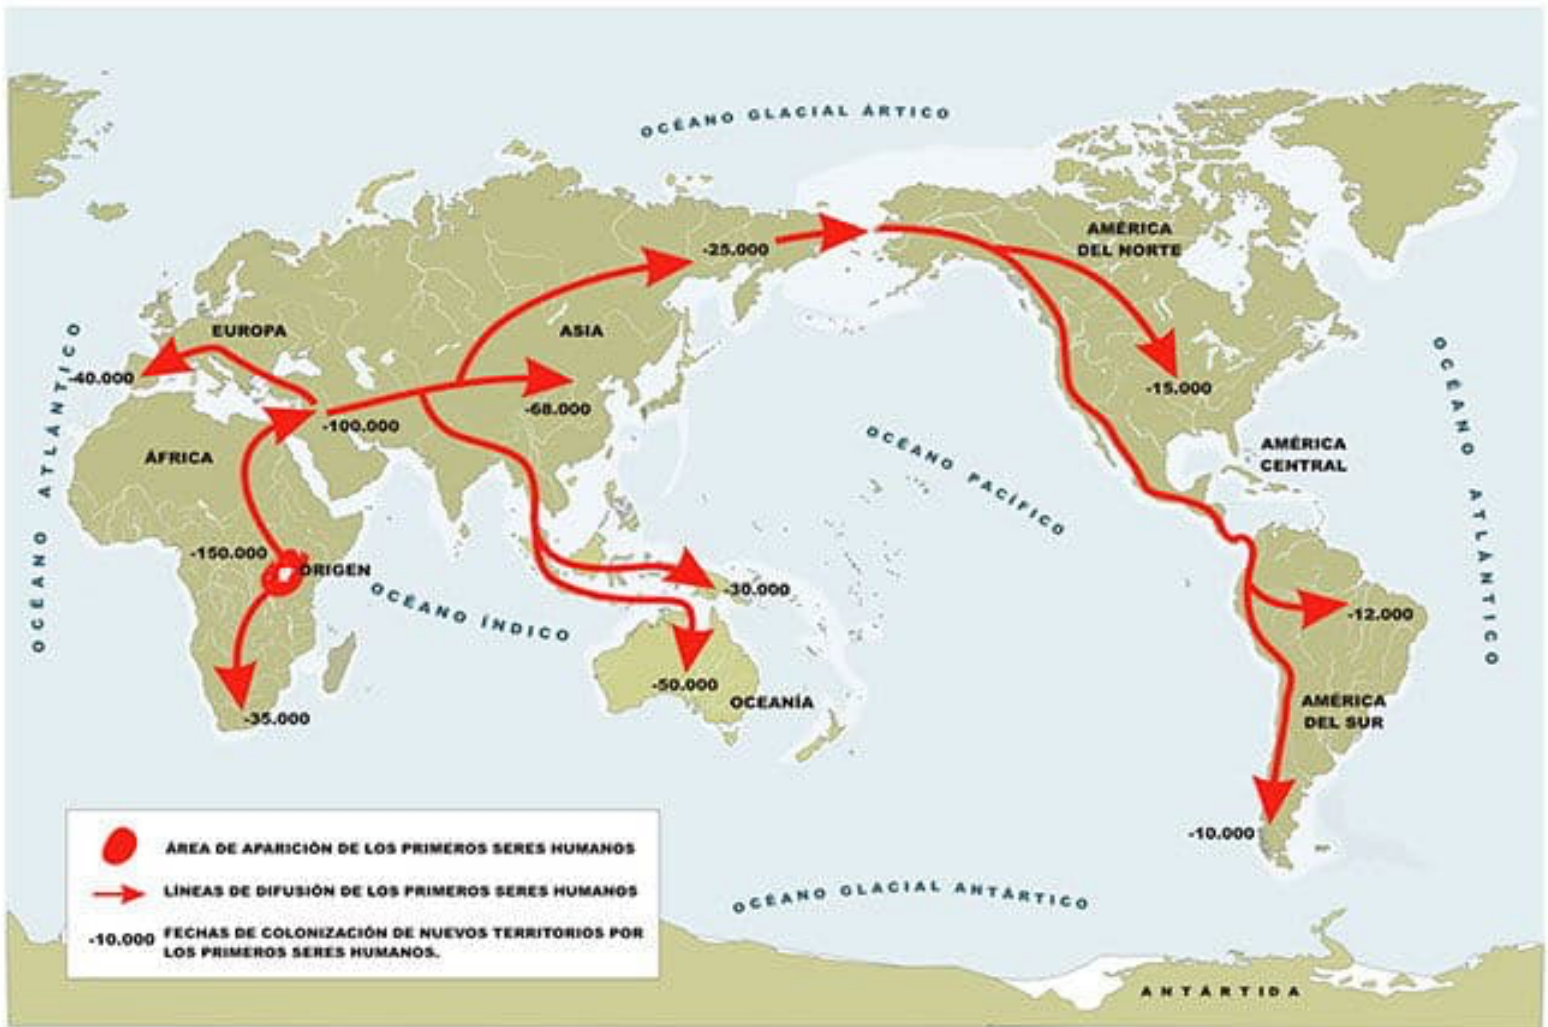 OCÉANO GLACIAL ÁRTICO
AMÉRICA
DEL NORTE
-25.000
EUROPA
ASIA
-40.000
-15.000
-68.000
-100.000
OCÉANO ATLÁNTICO
OCÉANO ATLÁNTICO
ÁFRICA
AMÉRICA
CENTRAL
OCÉANO PACÍFICO
-150.000
ORIGEN
-30.000
OCÉANO ÍNDICO
-12.000
-50.000
OCEANÍA
AMÉRICA
DEL SUR
-35.000
-10.000
ÁREA DE APARICIÓN DE LOS PRIMEROS SERES HUMANOS
LÍNEAS DE DIFUSIÓN DE LOS PRIMEROS SERES HUMANOS
-10.000
FECHAS DE COLONIZACIÓN DE NUEVOS TERRITORIOS POR
LOS PRIMEROS SERES HUMANOS.
OCÉANO GLACIAL ANTÁRTICO
ANTÁRTIDA